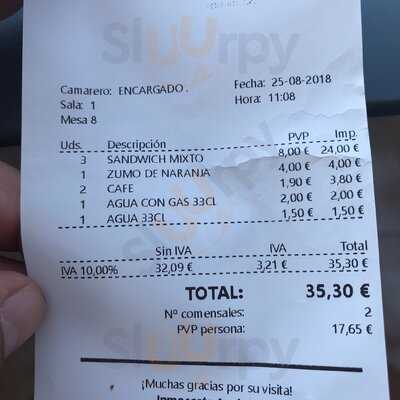 Sluurpy
Camarero: ENCARGADO.
Fecha: 25-08-2018
Sala: 1
Hora: 11:08
Mesa 8
Uds. Descripción PVP Imp.
3 SANDWICH MIXTO 8,00 € 24,00 €
1 ZUMO DE NARANJA 4,00 € 4,00 €
2 CAFE 1,90 € 3,80 €
1 AGUA CON GAS 33CL 2,00 € 2,00 €
1 AGUA 33CL 1,50 € 1,50 €
Sin IVA IVA Total
IVA 10,00% 32,09 € 3,21 € 35,30 €
TOTAL: 35,30 €
Nº comensales: 2
PVP persona: 17,65 €
¡Muchas gracias por su visita!